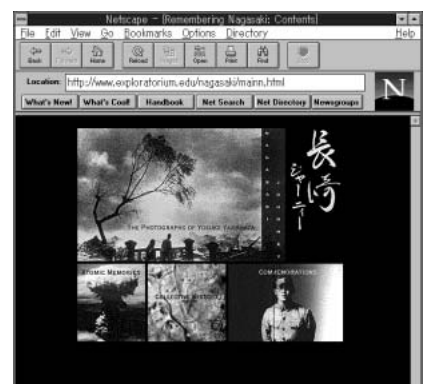 Netscape - [Remembering Nagasaki: Contents]
File Edit View Go Bookmarks Options Directory Help
Back Home Reload Open Print Find
Location: http://www.exploratorium.edu/nagasaki/mainn.html
N
What's New! What's Cool! Handbook Net Search Net Directory Newsgroups
長崎
ジャーニー
NAGASAKI JOURNEY
THE PHOTOGRAPHS OF YOSUKE YAMAHATA
ATOMIC MEMORIES
COLLECTIVE HISTORY
COMMEMORATIONS